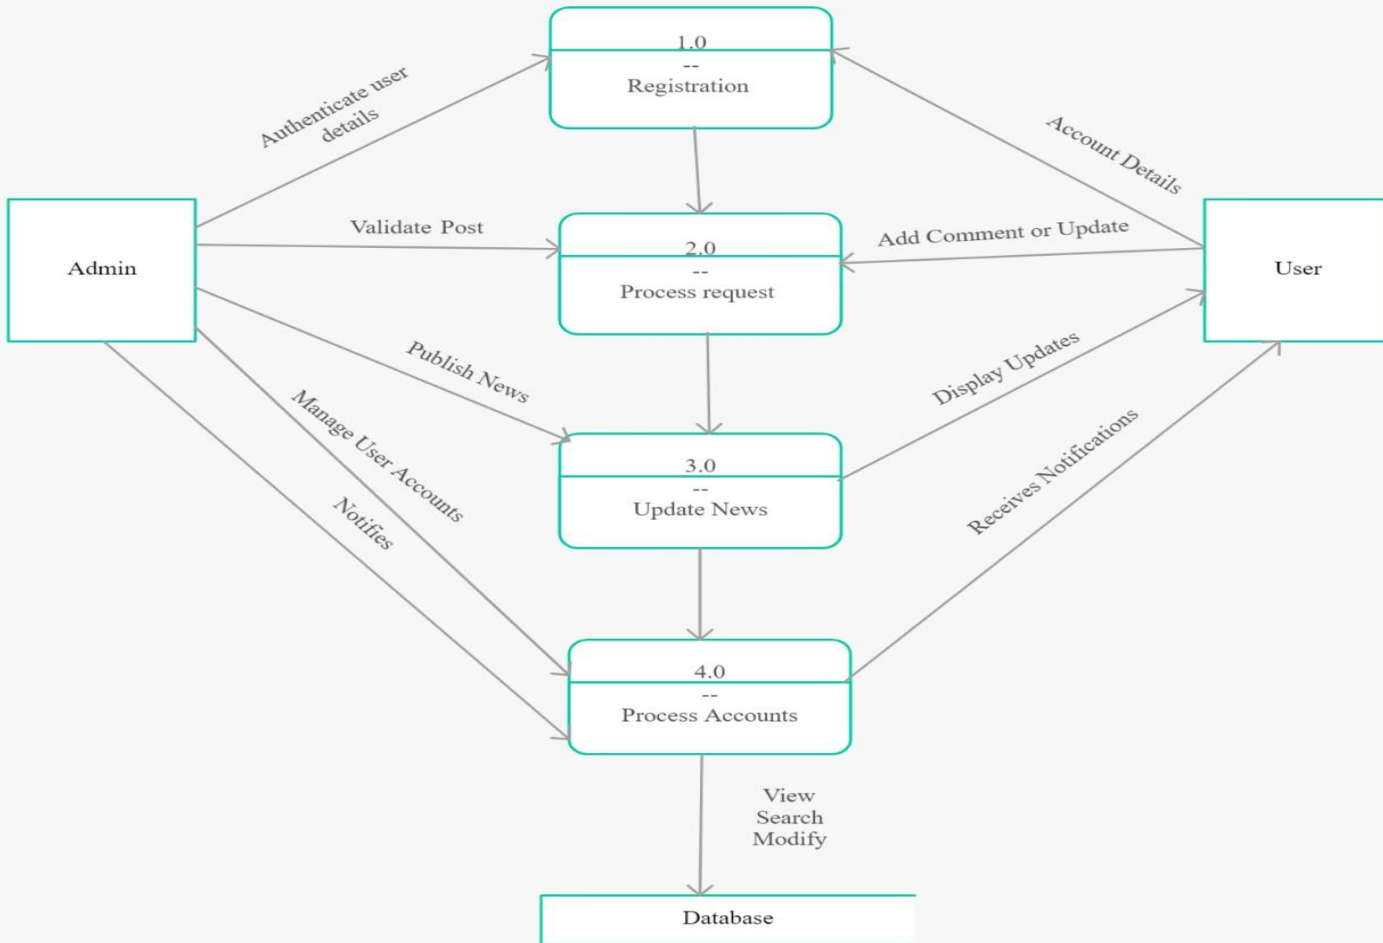 1.0
--
Registration
Authenticate user
details
Account Details
Admin
Validate Post
2.0
--
Process request
Add Comment or Update
User
Publish News
Display Updates
Manage User Accounts
Notifies
3.0
--
Update News
Receives Notifications
4.0
--
Process Accounts
View
Search
Modify
Database